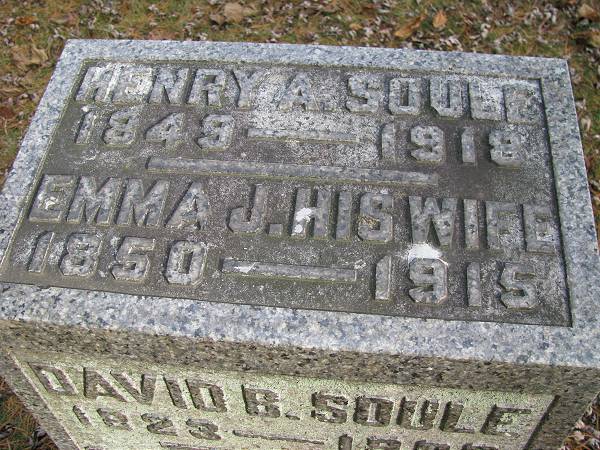 HENRY A. SOULE
1849 — 1918
EMMA J. HIS WIFE
1850 — 1915
DAVID B. SOULE
1823 —